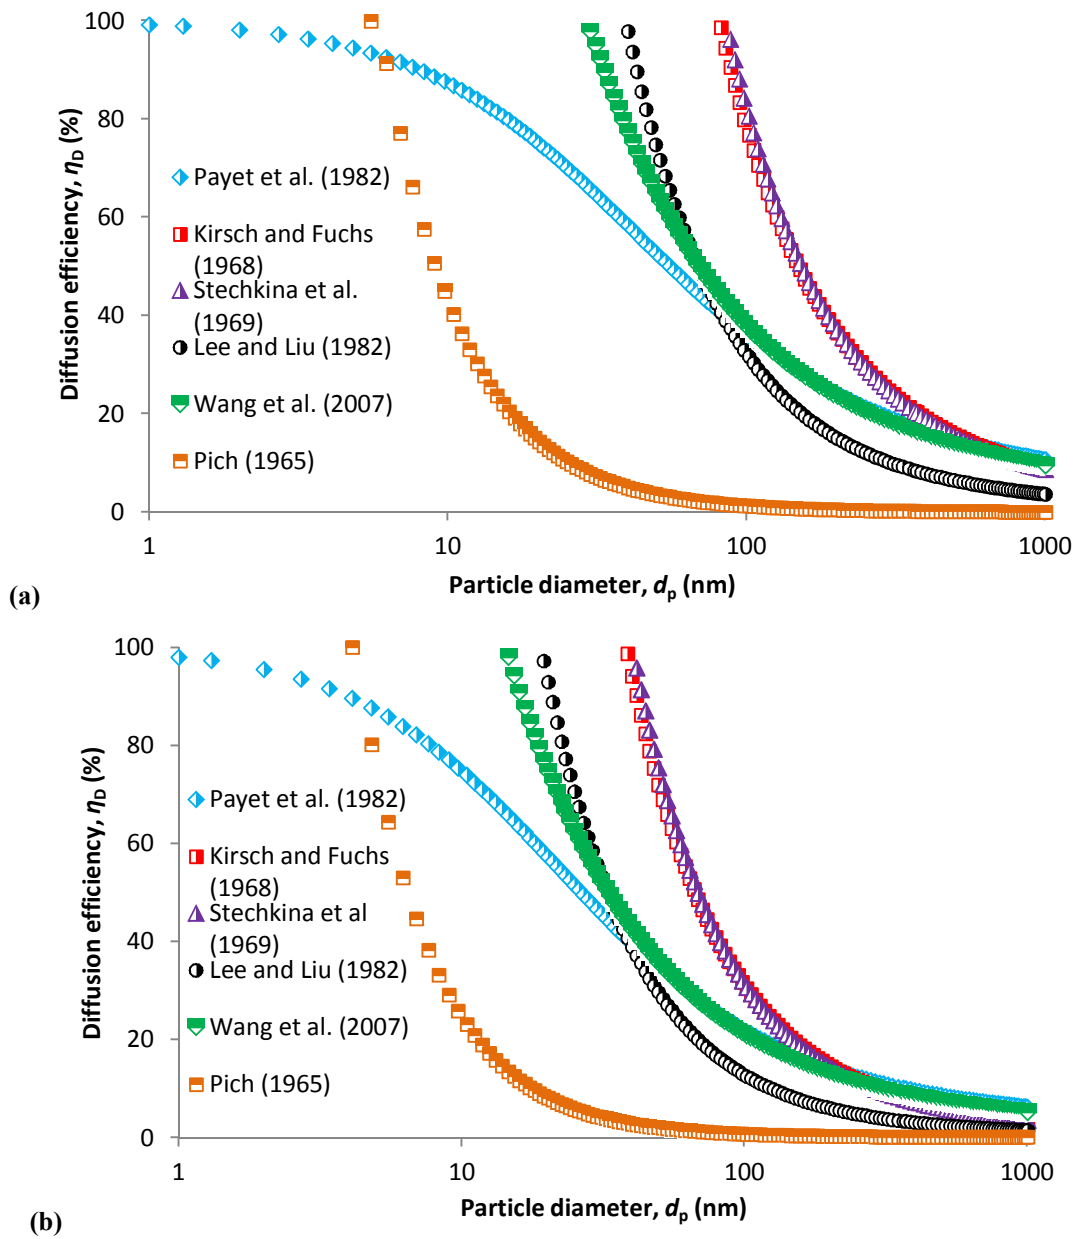 100
80
60
40
20
0
Diffusion efficiency, ηD (%)
Payet et al. (1982)
Kirsch and Fuchs
(1968)
Stechkina et al.
(1969)
Lee and Liu (1982)
Wang et al. (2007)
Pich (1965)
1
10
100
1000
Particle diameter, dp (nm)
(a)
100
80
60
40
20
0
Diffusion efficiency, ηD (%)
Payet et al. (1982)
Kirsch and Fuchs
(1968)
Stechkina et al
(1969)
Lee and Liu (1982)
Wang et al. (2007)
Pich (1965)
1
10
100
1000
Particle diameter, dp (nm)
(b)